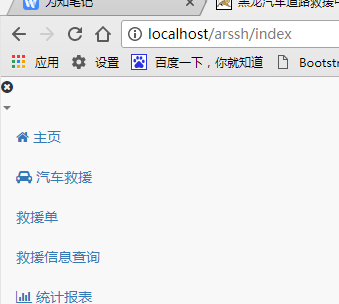 为知笔记
黑龙汽车道路救援
localhost/arssh/index
应用 设置 百度一下，你就知道 Bootstr
主页
汽车救援
救援单
救援信息查询
统计报表